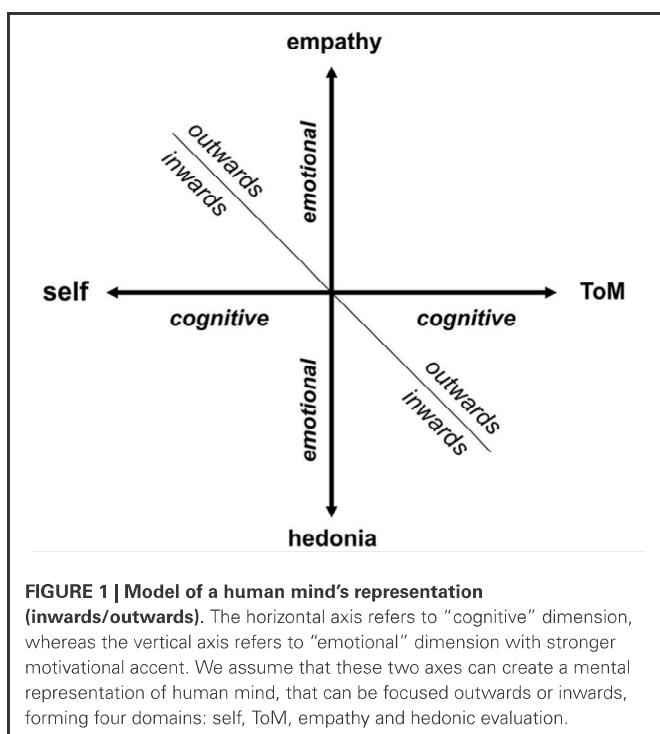 empathy
outwards
inwards
emotional
self
ToM
cognitive
cognitive
emotional
outwards
inwards
hedonia
FIGURE 1 | Model of a human mind’s representation
(inwards/outwards). The horizontal axis refers to “cognitive” dimension,
whereas the vertical axis refers to “emotional” dimension with stronger
motivational accent. We assume that these two axes can create a mental
representation of human mind, that can be focused outwards or inwards,
forming four domains: self, ToM, empathy and hedonic evaluation.